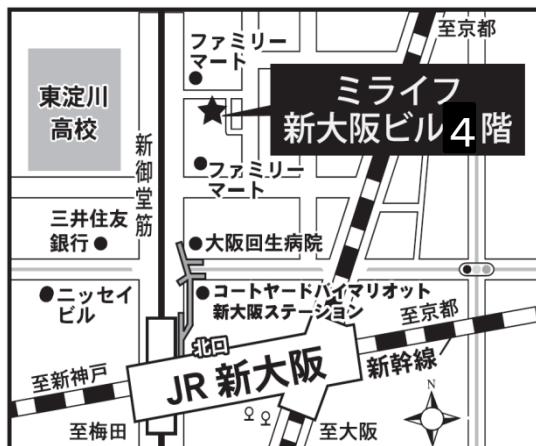 至京都
ファミリー
マート
ミライフ
新大阪ビル 4 階
東淀川
高校
新御堂筋
ファミリー
マート
三井住友
銀行
大阪回生病院
ニッセイ
ビル
コートヤードバイマリオット
新大阪ステーション
至京都
北口
新幹線
JR 新大阪
至新神戸
N
至梅田
至大阪